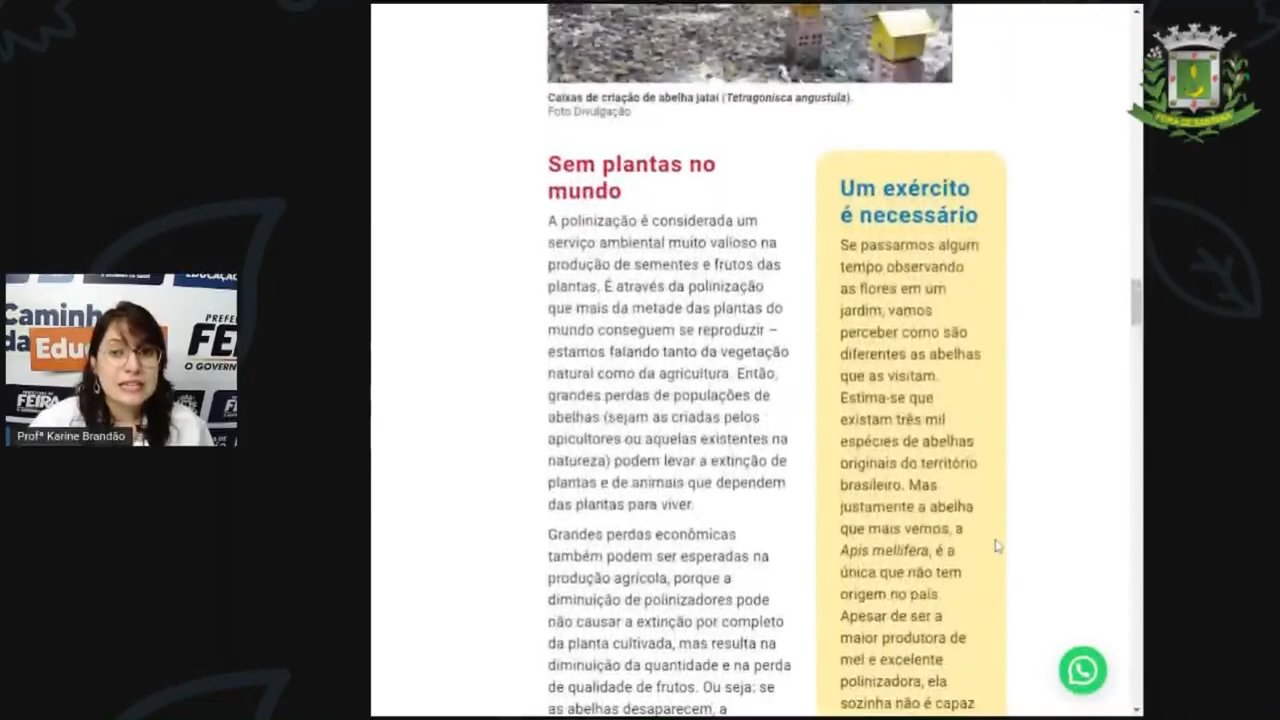 Caixas de criação de abelha jataí (Tetragonisca angustula).
Foto Divulgação
Sem plantas no
mundo
A polinização é considerada um
serviço ambiental muito valioso na
produção de sementes e frutos das
plantas. É através da polinização
que mais da metade das plantas do
mundo conseguem se reproduzir –
estamos falando tanto da vegetação
natural como da agricultura. Então,
grandes perdas de populações de
abelhas (sejam as criadas pelos
apicultores ou aquelas existentes na
natureza) podem levar a extinção de
plantas e de animais que dependem
das plantas para viver.
Grandes perdas econômicas
também podem ser esperadas na
produção agrícola, porque a
diminuição de polinizadores pode
não causar a extinção por completo
da planta cultivada, mas resulta na
diminuição da quantidade e na perda
de qualidade de frutos. Ou seja: se
as abelhas desaparecem, a
Um exército
é necessário
Se passarmos algum
tempo observando
as flores em um
jardim, vamos
perceber como são
diferentes as abelhas
que as visitam.
Estima-se que
existam três mil
espécies de abelhas
originais do território
brasileiro. Mas
justamente a abelha
que mais vemos, a
Apis mellifera, é a
única que não tem
origem no país.
Apesar de ser a
maior produtora de
mel e excelente
polinizadora, ela
sozinha não é capaz
EDUCAÇÃO
Caminh
da
Educ
PREFE
FEI
O GOVERN
FEIRA
Profª Karine Brandão